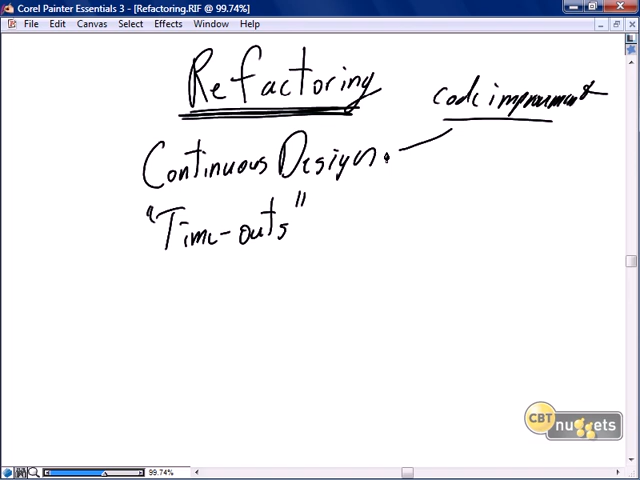 Corel Painter Essentials 3 - [Refactoring.RIF @ 99.74%]
File Edit Canvas Select Effects Window Help
Refactoring
code improvement
Continuous Design.
"Time-outs"
CBT nuggets
99.74%